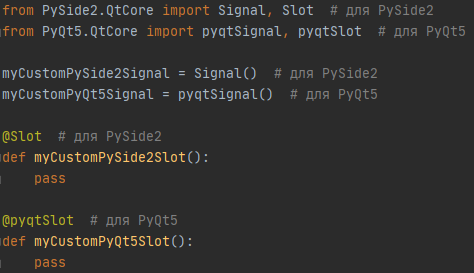 from PySide2.QtCore import Signal, Slot  # для PySide2
from PyQt5.QtCore import pyqtSignal, pyqtSlot  # для PyQt5
myCustomPySide2Signal = Signal()  # для PySide2
myCustomPyQt5Signal = pyqtSignal()  # для PyQt5
@Slot  # для PySide2
def myCustomPySide2Slot():
    pass
@pyqtSlot  # для PyQt5
def myCustomPyQt5Slot():
    pass